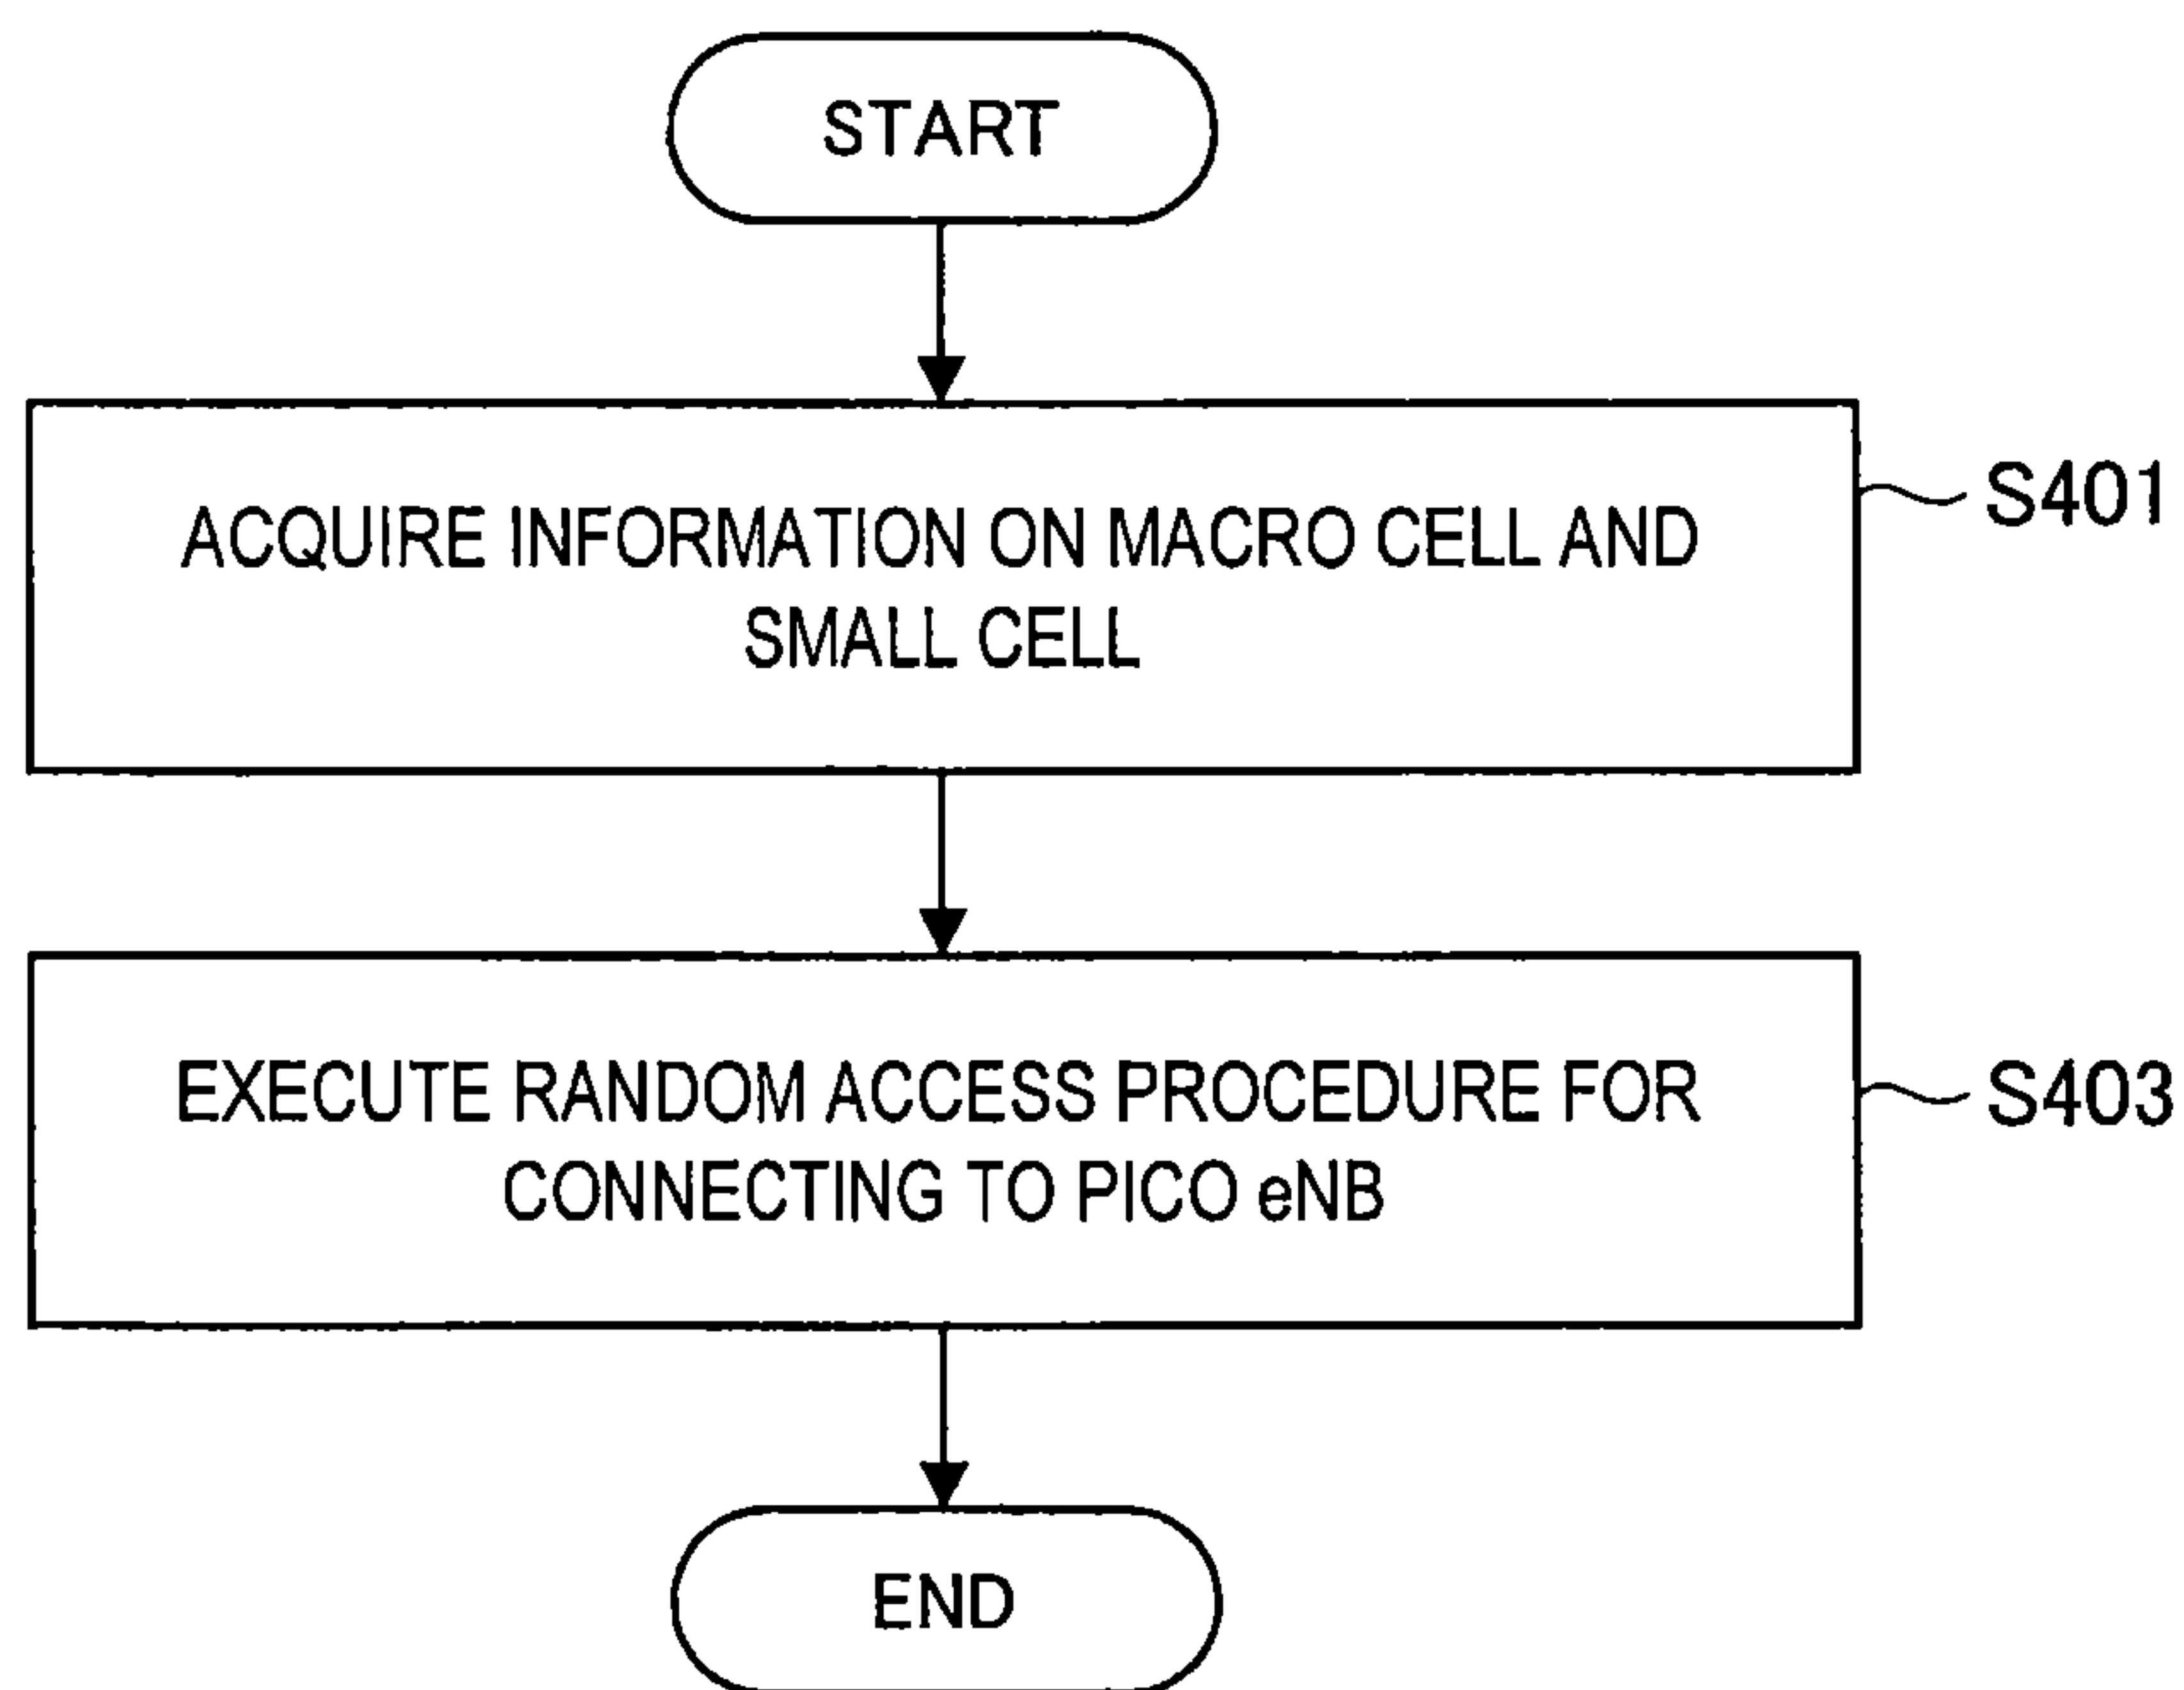 START
ACQUIRE INFORMATION ON MACRO CELL AND
SMALL CELL
S401
EXECUTE RANDOM ACCESS PROCEDURE FOR
CONNECTING TO PICO eNB
S403
END